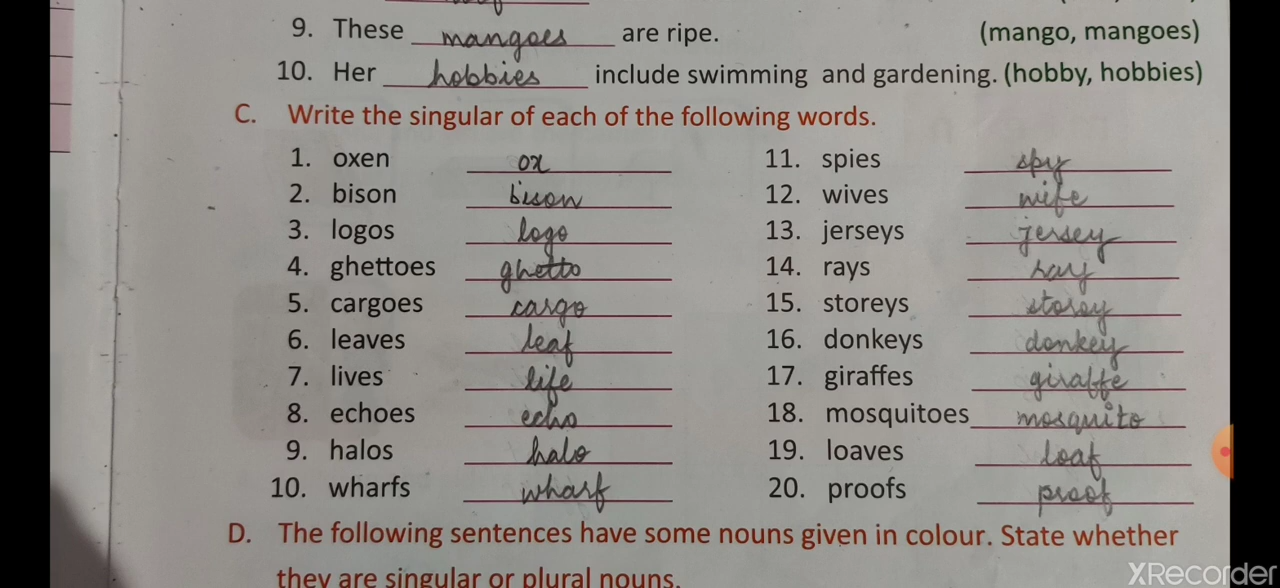 9. These mangoes are ripe. (mango, mangoes)
10. Her hobbies include swimming and gardening. (hobby, hobbies)
C. Write the singular of each of the following words.
1. oxen ox 11. spies spy
2. bison bison 12. wives wife
3. logos logo 13. jerseys jersey
4. ghettoes ghetto 14. rays ray
5. cargoes cargo 15. storeys storey
6. leaves leaf 16. donkeys donkey
7. lives life 17. giraffes giraffe
8. echoes echo 18. mosquitoes mosquito
9. halos halo 19. loaves loaf
10. wharfs wharf 20. proofs proof
D. The following sentences have some nouns given in colour. State whether
they are singular or plural nouns.
XRecorder